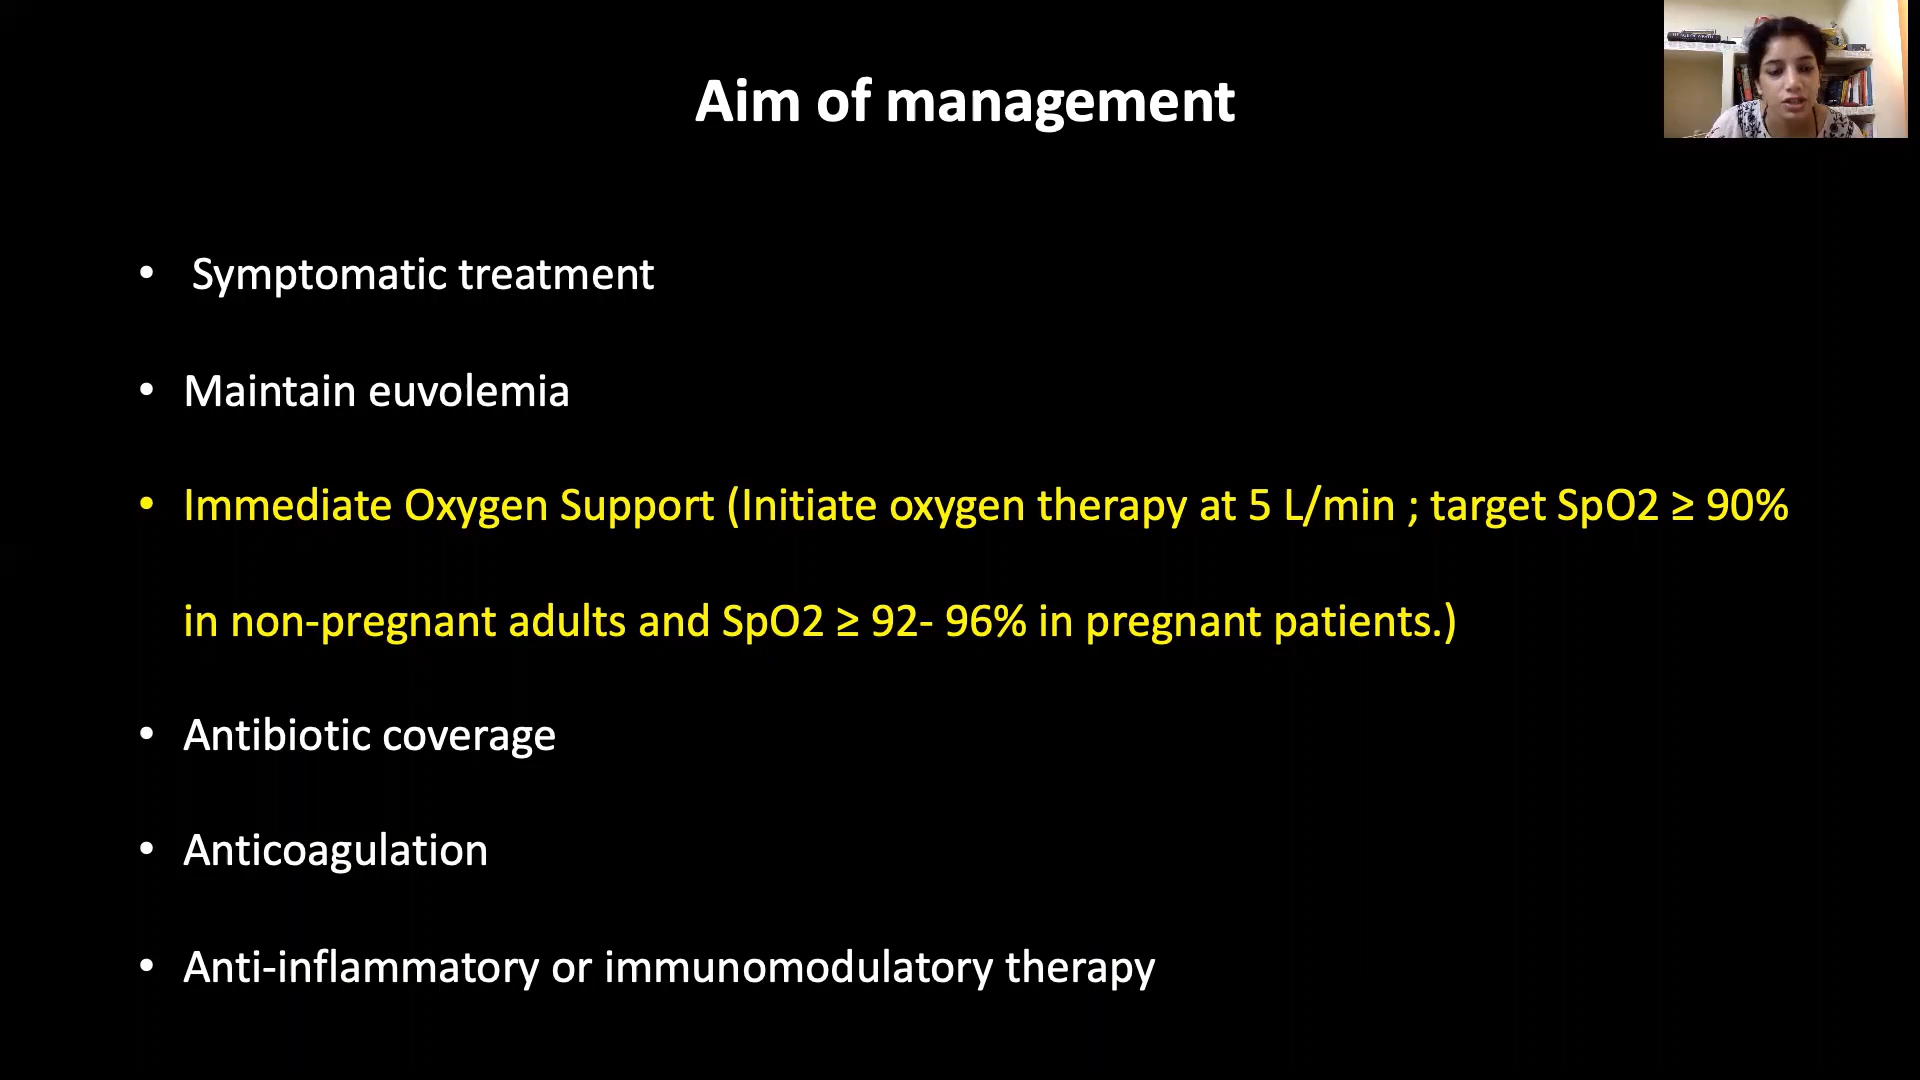 Aim of management
• Symptomatic treatment
• Maintain euvolemia
• Immediate Oxygen Support (Initiate oxygen therapy at 5 L/min ; target SpO2 ≥ 90%
in non-pregnant adults and SpO2 ≥ 92- 96% in pregnant patients.)
• Antibiotic coverage
• Anticoagulation
• Anti-inflammatory or immunomodulatory therapy